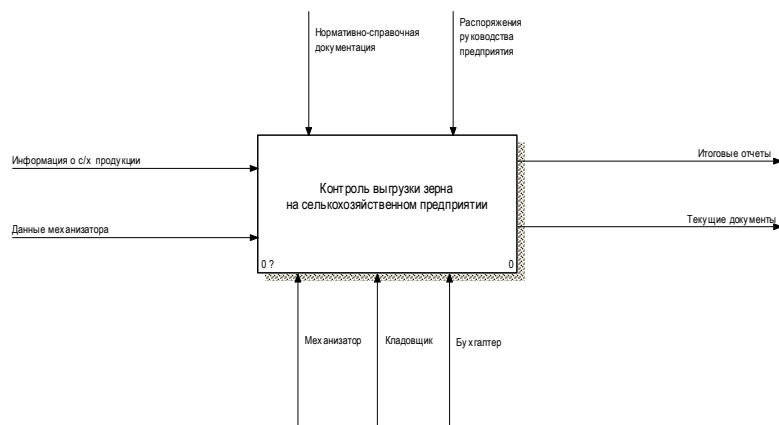 Нормативно-справочная
документация
Распоряжения
руководства
предприятия
Информация о с/х продукции
Данные механизатора
Контроль выгрузки зерна
на сельскохозяйственном предприятии
0 ?
0
Итоговые отчеты
Текущие документы
Механизатор
Кладовщик
Бухгалтер